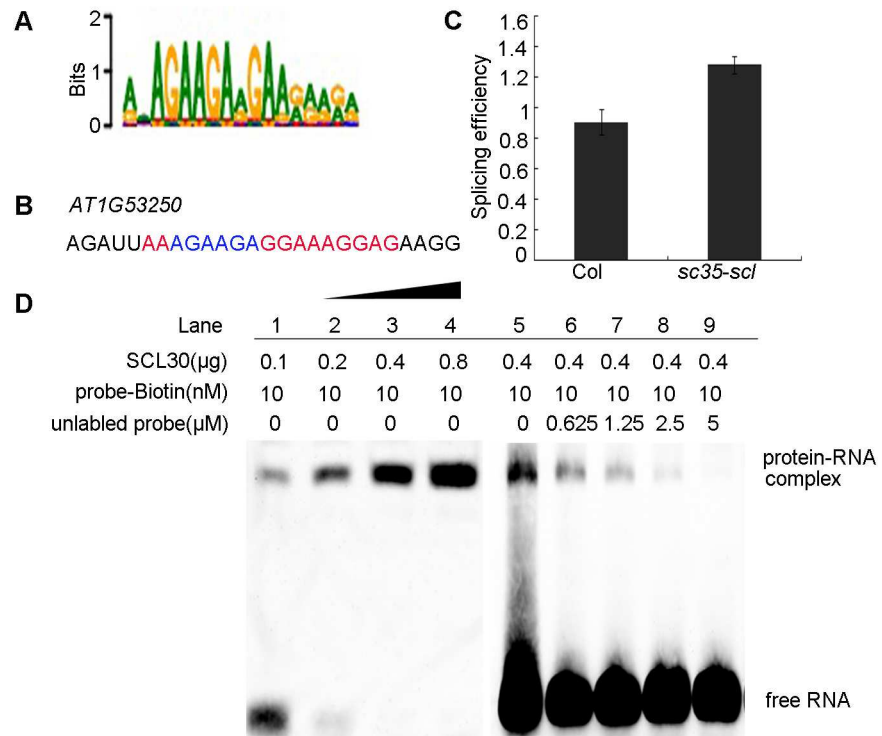 A
2
1
0
Bits
B
AT1G53250
AGAUUAAAGAAGAGGAAAGGAGAAGG
C
1.6
1.4
1.2
1
0.8
0.6
0.4
0.2
0
Splicing efficiency
Col
sc35-scl
D
Lane 1 2 3 4 5 6 7 8 9
SCL30(µg) 0.1 0.2 0.4 0.8 0.4 0.4 0.4 0.4 0.4
probe-Biotin(nM) 10 10 10 10 10 10 10 10 10
unlabled probe(µM) 0 0 0 0 0 0.625 1.25 2.5 5
protein-RNA
complex
free RNA